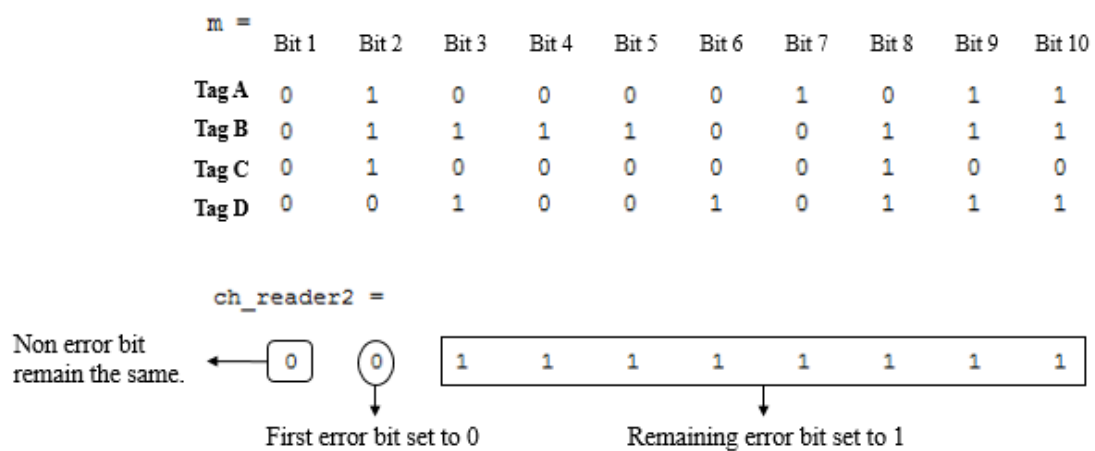 m =
Bit 1 Bit 2 Bit 3 Bit 4 Bit 5 Bit 6 Bit 7 Bit 8 Bit 9 Bit 10
Tag A 0 1 0 0 0 0 1 0 1 1
Tag B 0 1 1 1 1 0 0 1 1 1
Tag C 0 1 0 0 0 0 0 1 0 0
Tag D 0 0 1 0 0 1 0 1 1 1
ch_reader2 =
Non error bit
remain the same.
0 0 1 1 1 1 1 1 1 1
First error bit set to 0
Remaining error bit set to 1